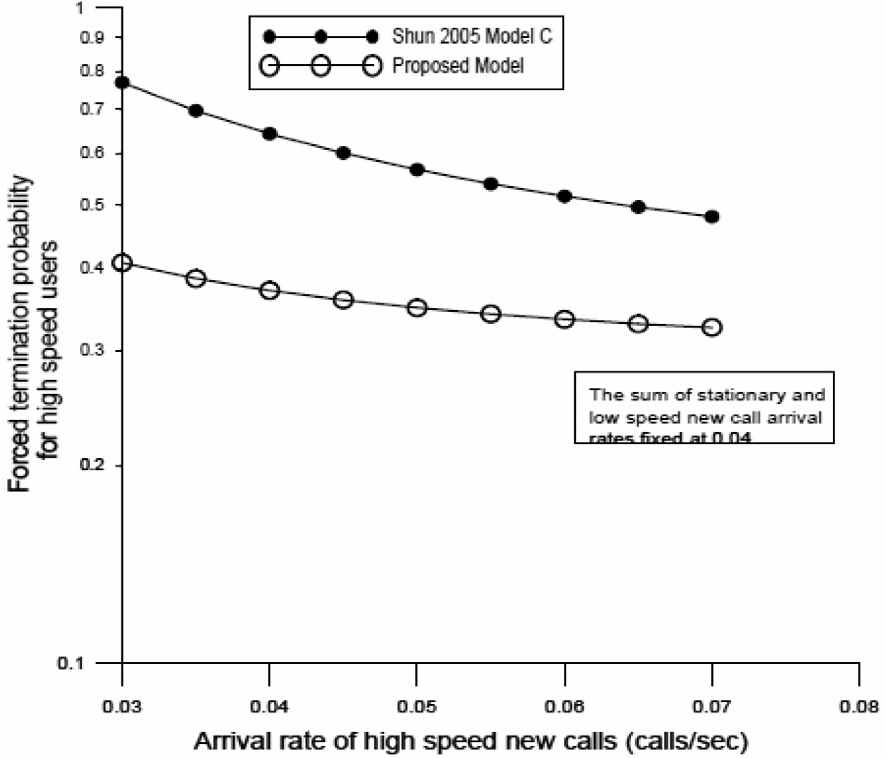 1
0.9
0.8
0.7
0.6
0.5
0.4
0.3
0.2
0.1
Forced termination probability
for high speed users
Shun 2005 Model C
Proposed Model
The sum of stationary and
low speed new call arrival
rates fixed at 0.04
0.03 0.04 0.05 0.06 0.07 0.08
Arrival rate of high speed new calls (calls/sec)